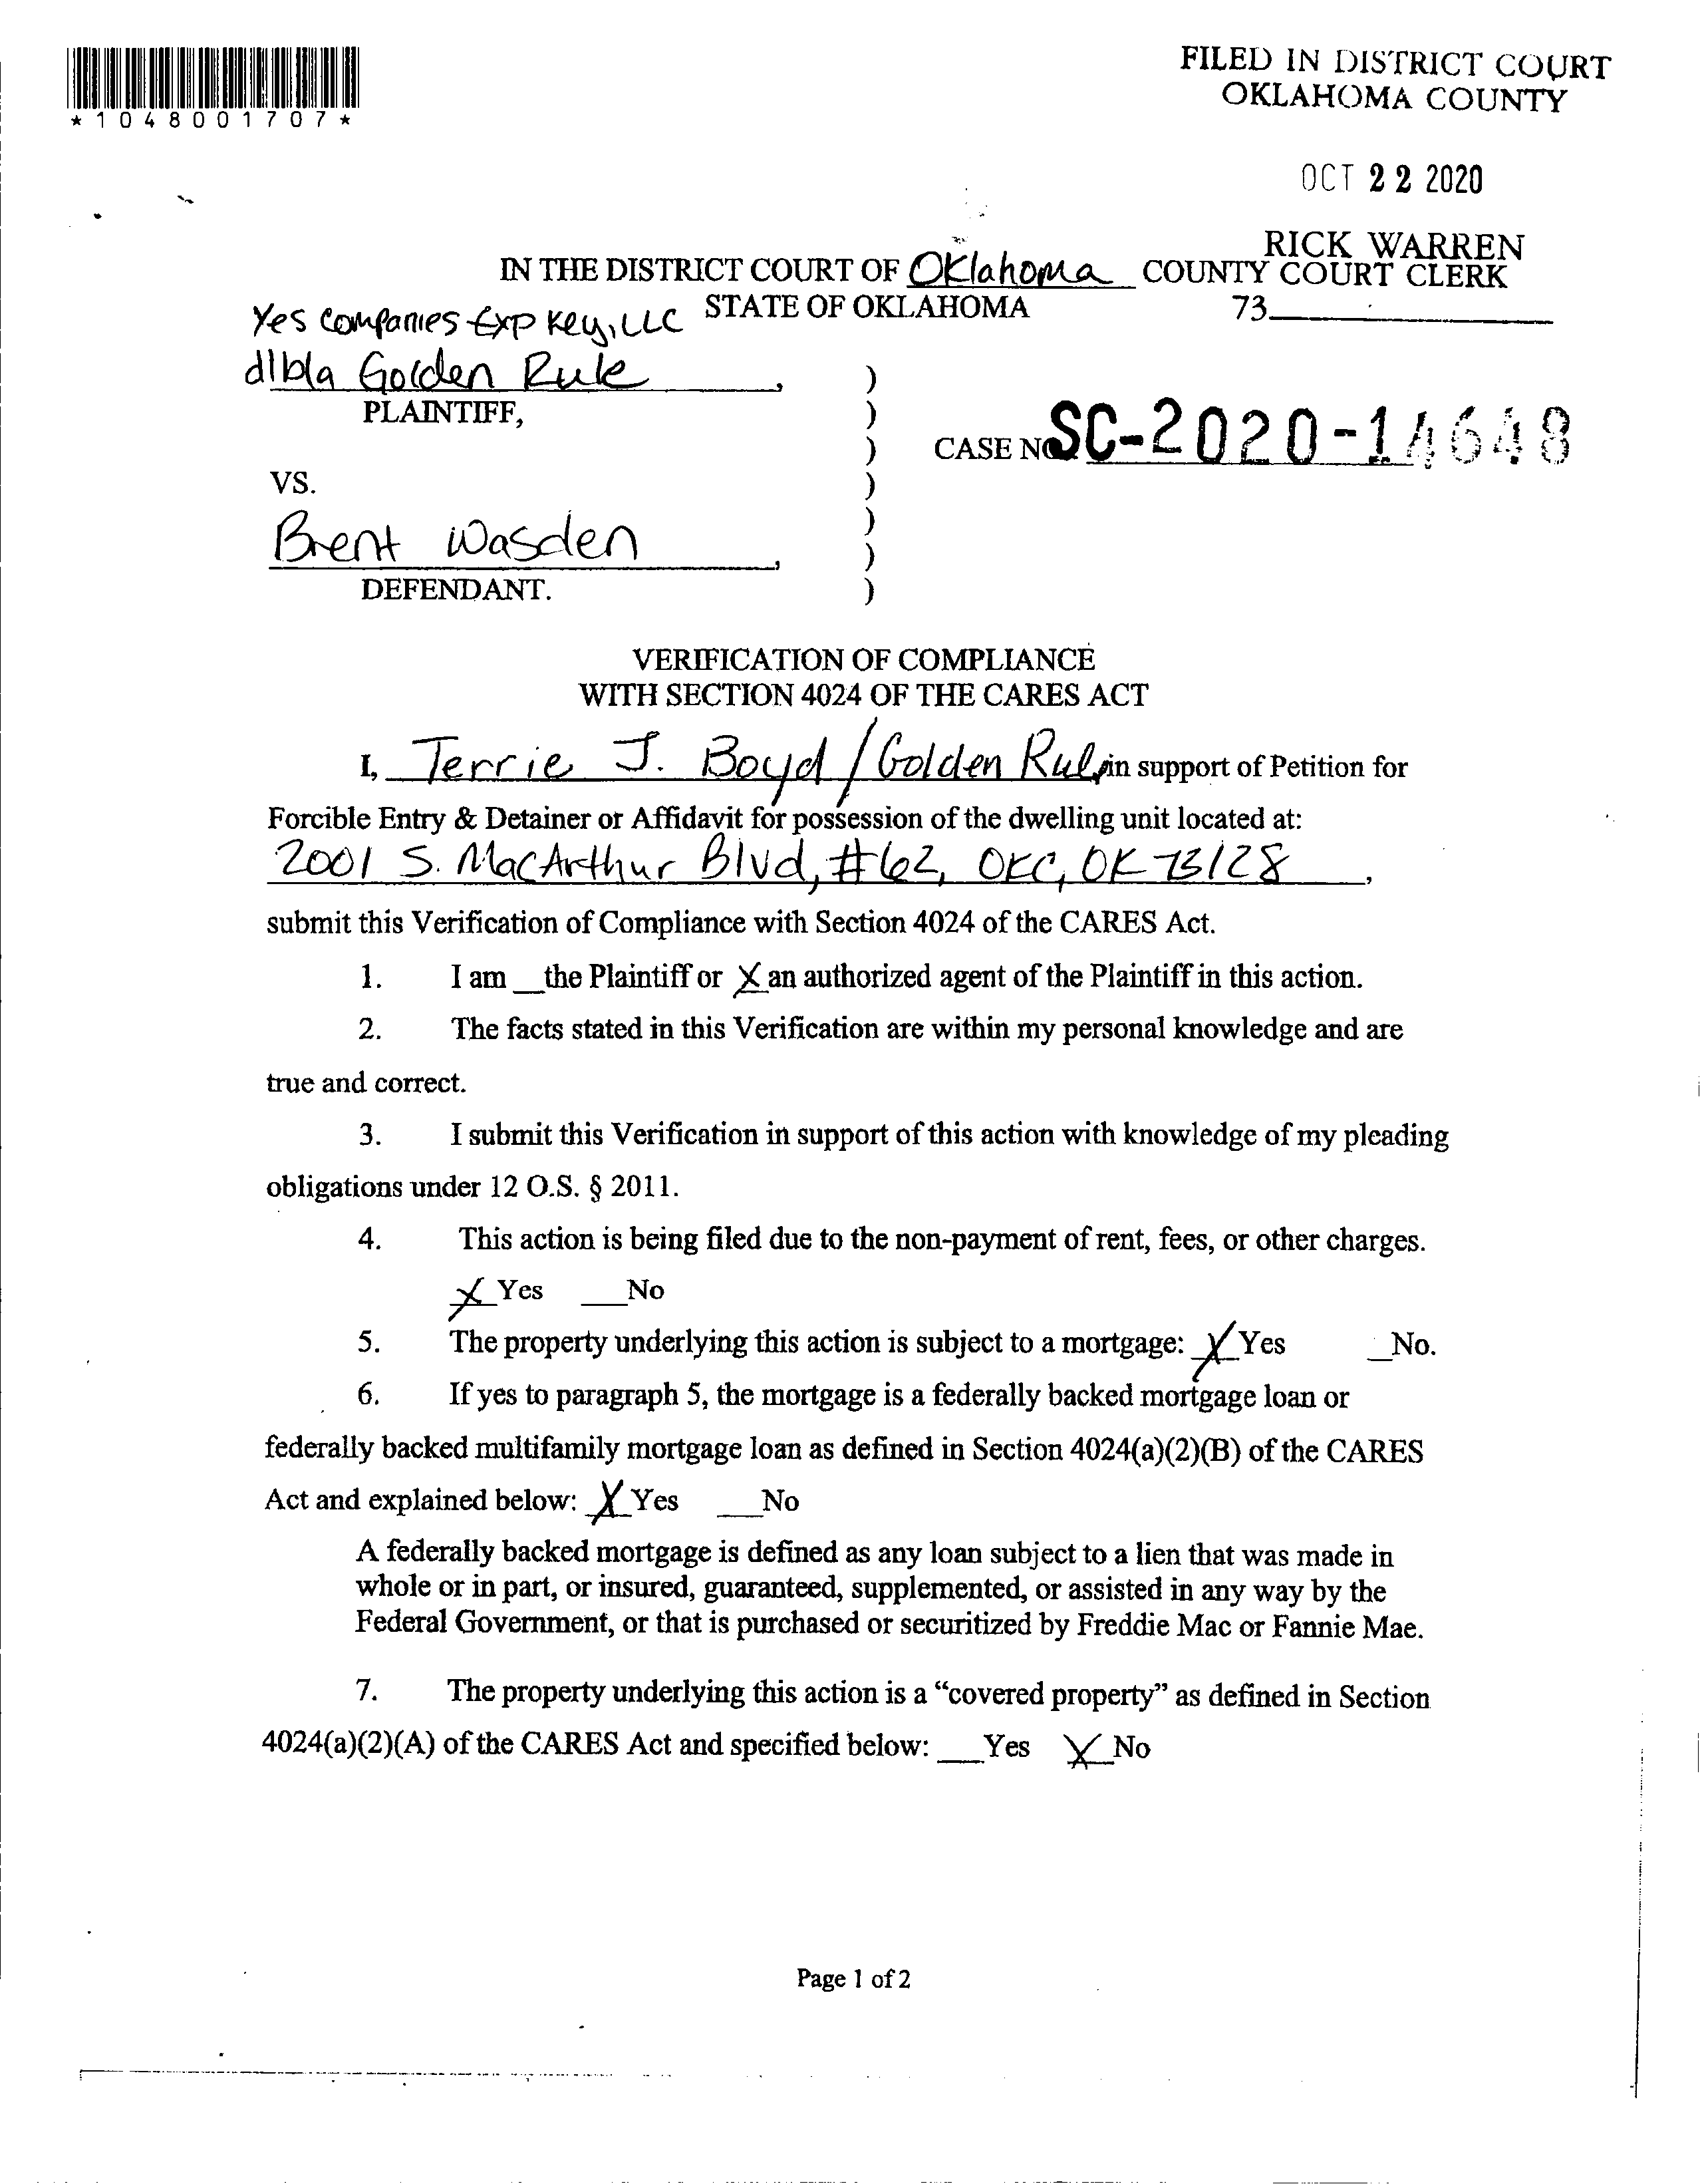 *1048001707*
FILED IN DISTRICT COURT
OKLAHOMA COUNTY
OCT 22 2020
RICK WARREN
COURT CLERK
73
IN THE DISTRICT COURT OF Oklahoma COUNTY
STATE OF OKLAHOMA
Yes Companies Exp Key, LLC
d/b/a Golden Rule,
PLAINTIFF,
)
)
)
)
)
)
)
CASE NO. SC-2020-14648
VS.
Brent Wasden,
DEFENDANT.
VERIFICATION OF COMPLIANCE
WITH SECTION 4024 OF THE CARES ACT
I, Terrie J. Boyd / Golden Rule, in support of Petition for
Forcible Entry & Detainer or Affidavit for possession of the dwelling unit located at:
2001 S. MacArthur Blvd, #62, OKC, OK 73128,
submit this Verification of Compliance with Section 4024 of the CARES Act.
1. I am __the Plaintiff or X an authorized agent of the Plaintiff in this action.
2. The facts stated in this Verification are within my personal knowledge and are
true and correct.
3. I submit this Verification in support of this action with knowledge of my pleading
obligations under 12 O.S. § 2011.
4. This action is being filed due to the non-payment of rent, fees, or other charges.
X Yes ___No
5. The property underlying this action is subject to a mortgage: X Yes __No.
6. If yes to paragraph 5, the mortgage is a federally backed mortgage loan or
federally backed multifamily mortgage loan as defined in Section 4024(a)(2)(B) of the CARES
Act and explained below: X Yes ___No
A federally backed mortgage is defined as any loan subject to a lien that was made in
whole or in part, or insured, guaranteed, supplemented, or assisted in any way by the
Federal Government, or that is purchased or securitized by Freddie Mac or Fannie Mae.
7. The property underlying this action is a “covered property” as defined in Section
4024(a)(2)(A) of the CARES Act and specified below: ___Yes X No
Page 1 of 2